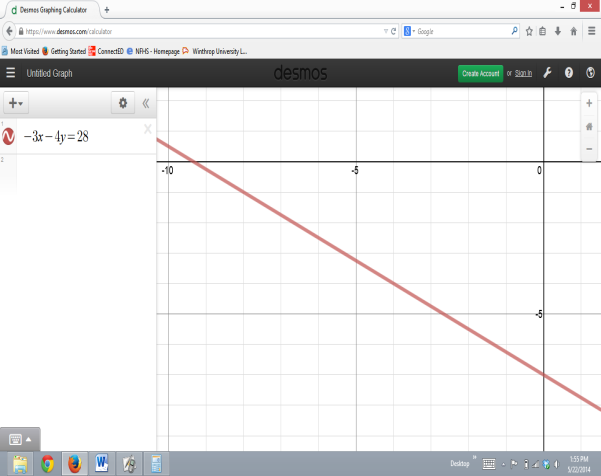 d Desmos Graphing Calculator
https://www.desmos.com/calculator
Google
Most Visited Getting Started ConnectED NFHS - Homepage Winthrop University L...
Untitled Graph
desmos
Create Account or Sign In
1
−3x−4y=28
2
-10 -5 0
-5
Desktop
1:55 PM
5/22/2014